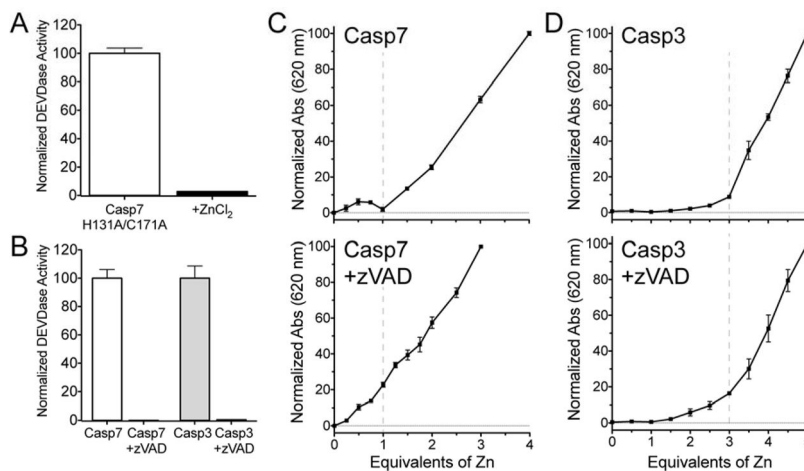 A
Normalized DEVDase Activity
120
100
80
60
40
20
0
Casp7
H131A/C171A
+ZnCl₂
B
Normalized DEVDase Activity
120
100
80
60
40
20
0
Casp7
Casp7
+zVAD
Casp3
Casp3
+zVAD
C
Casp7
Normalized Abs (620 nm)
100
80
60
40
20
0
Casp7
+zVAD
Normalized Abs (620 nm)
100
80
60
40
20
0
0 1 2 3 4
Equivalents of Zn
D
Casp3
Normalized Abs (620 nm)
100
80
60
40
20
0
Casp3
+zVAD
Normalized Abs (620 nm)
100
80
60
40
20
0
0 1 2 3 4
Equivalents of Zn